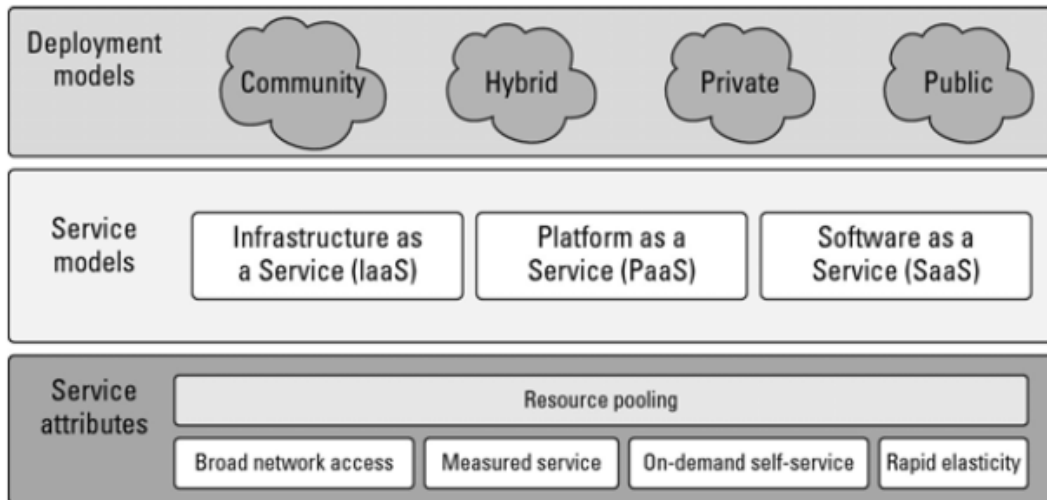 Deployment
models
Community
Hybrid
Private
Public
Service
models
Infrastructure as
a Service (IaaS)
Platform as a
Service (PaaS)
Software as a
Service (SaaS)
Service
attributes
Resource pooling
Broad network access
Measured service
On-demand self-service
Rapid elasticity